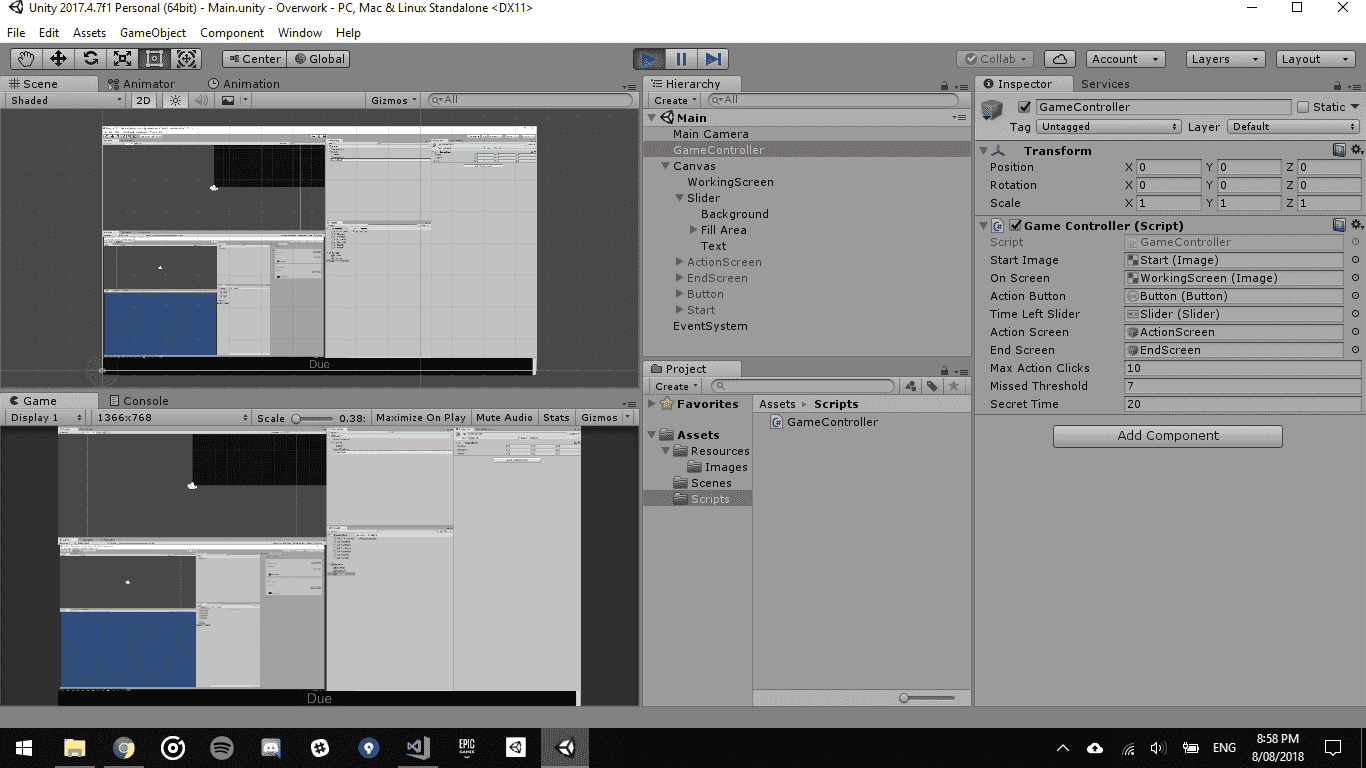 Unity 2017.4.7f1 Personal (64bit) - Main.unity - Overwork - PC, Mac & Linux Standalone <DX11>
File Edit Assets GameObject Component Window Help
Center Global
Collab Account Layers Layout
Scene Animator Animation
Shaded 2D Gizmos All
Due
Game Console
Display 1 1366x768 Scale 0.38: Maximize On Play Mute Audio Stats Gizmos
Due
Hierarchy
Create All
Main
Main Camera
GameController
Canvas
WorkingScreen
Slider
Background
Fill Area
Text
ActionScreen
EndScreen
Button
Start
EventSystem
Project
Create
Favorites
Assets
Resources
Images
Scenes
Scripts
Assets Scripts
GameController
Inspector Services
GameController Static
Tag Untagged Layer Default
Transform
Position X 0 Y 0 Z 0
Rotation X 0 Y 0 Z 0
Scale X 1 Y 1 Z 1
Game Controller (Script)
Script GameController
Start Image Start (Image)
On Screen WorkingScreen (Image)
Action Button Button (Button)
Time Left Slider Slider (Slider)
Action Screen ActionScreen
End Screen EndScreen
Max Action Clicks 10
Missed Threshold 7
Secret Time 20
Add Component
EPIC GAMES
ENG
8:58 PM
8/08/2018